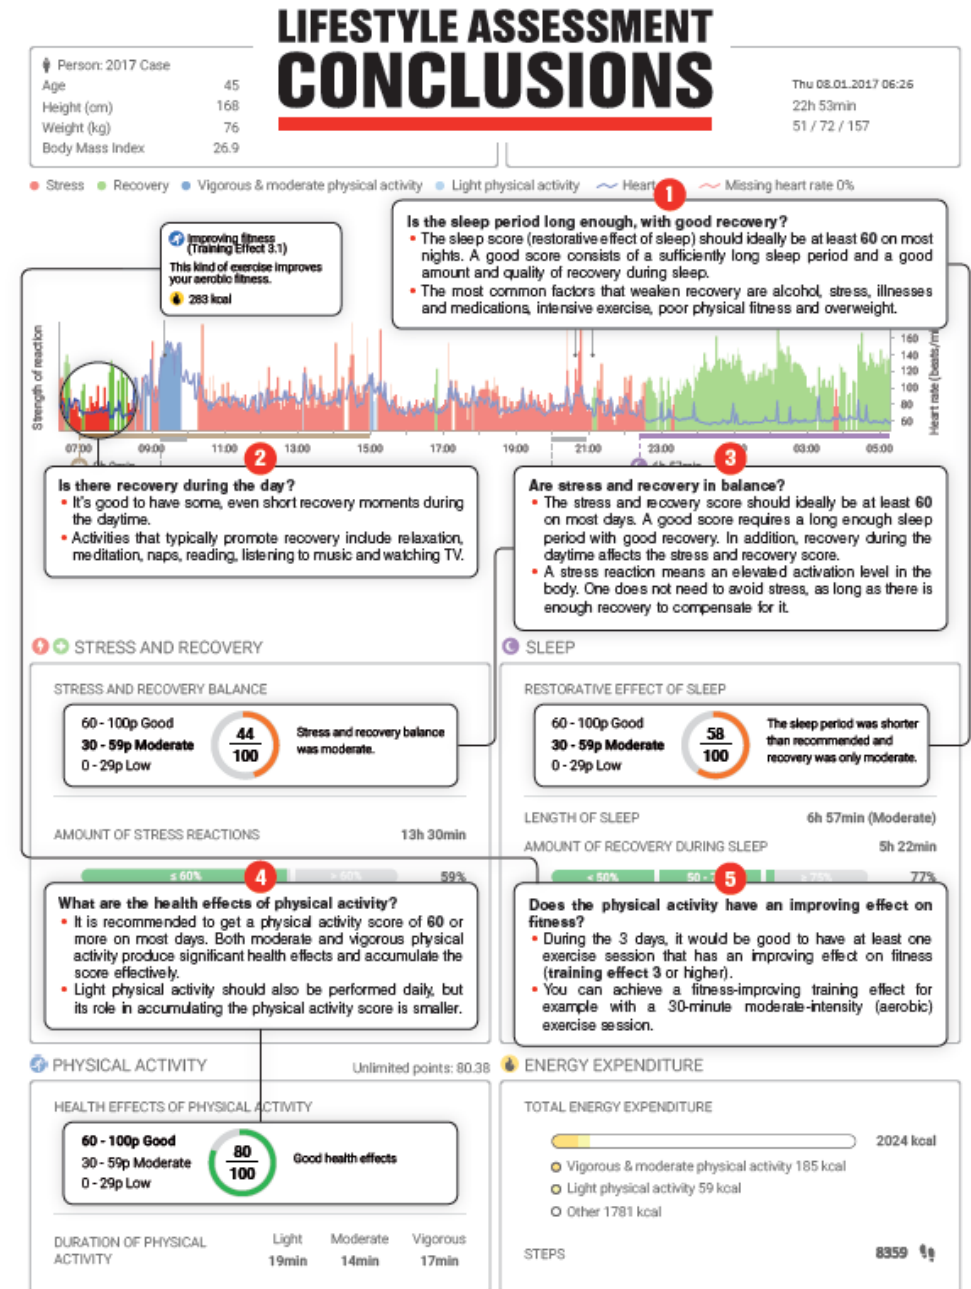 LIFESTYLE ASSESSMENT
CONCLUSIONS
Person: 2017 Case
Age 45
Height (cm) 168
Weight (kg) 76
Body Mass Index 26.9
Thu 08.01.2017 06:26
22h 53min
51 / 72 / 157
Stress Recovery Vigorous & moderate physical activity Light physical activity Heart Missing heart rate 0%
1
Is the sleep period long enough, with good recovery?
• The sleep score (restorative effect of sleep) should ideally be at least 60 on most
nights. A good score consists of a sufficiently long sleep period and a good
amount and quality of recovery during sleep.
• The most common factors that weaken recovery are alcohol, stress, illnesses
and medications, intensive exercise, poor physical fitness and overweight.
Improving fitness
(Training Effect 3.1)
This kind of exercise improves
your aerobic fitness.
283 kcal
Strength of reaction
160
140
120
100
80
60
Heart rate (beats/mi
07:00 09:00 11:00 13:00 15:00 17:00 19:00 21:00 23:00 03:00 05:00
2
Is there recovery during the day?
• It's good to have some, even short recovery moments during
the daytime.
• Activities that typically promote recovery include relaxation,
meditation, naps, reading, listening to music and watching TV.
3
Are stress and recovery in balance?
• The stress and recovery score should ideally be at least 60
on most days. A good score requires a long enough sleep
period with good recovery. In addition, recovery during the
daytime affects the stress and recovery score.
• A stress reaction means an elevated activation level in the
body. One does not need to avoid stress, as long as there is
enough recovery to compensate for it.
STRESS AND RECOVERY
STRESS AND RECOVERY BALANCE
60 - 100p Good
30 - 59p Moderate
0 - 29p Low
44
100
Stress and recovery balance
was moderate.
AMOUNT OF STRESS REACTIONS 13h 30min
≤ 60% > 60% 59%
SLEEP
RESTORATIVE EFFECT OF SLEEP
60 - 100p Good
30 - 59p Moderate
0 - 29p Low
58
100
The sleep period was shorter
than recommended and
recovery was only moderate.
LENGTH OF SLEEP 6h 57min (Moderate)
AMOUNT OF RECOVERY DURING SLEEP 5h 22min
< 50% 50 - 7 > 75% 77%
4
What are the health effects of physical activity?
• It is recommended to get a physical activity score of 60 or
more on most days. Both moderate and vigorous physical
activity produce significant health effects and accumulate the
score effectively.
• Light physical activity should also be performed daily, but
its role in accumulating the physical activity score is smaller.
5
Does the physical activity have an improving effect on
fitness?
• During the 3 days, it would be good to have at least one
exercise session that has an improving effect on fitness
(training effect 3 or higher).
• You can achieve a fitness-improving training effect for
example with a 30-minute moderate-intensity (aerobic)
exercise session.
PHYSICAL ACTIVITY Unlimited points: 80.38
HEALTH EFFECTS OF PHYSICAL ACTIVITY
60 - 100p Good
30 - 59p Moderate
0 - 29p Low
80
100
Good health effects
DURATION OF PHYSICAL
ACTIVITY
Light Moderate Vigorous
19min 14min 17min
ENERGY EXPENDITURE
TOTAL ENERGY EXPENDITURE
2024 kcal
Vigorous & moderate physical activity 185 kcal
Light physical activity 59 kcal
Other 1781 kcal
STEPS 8359